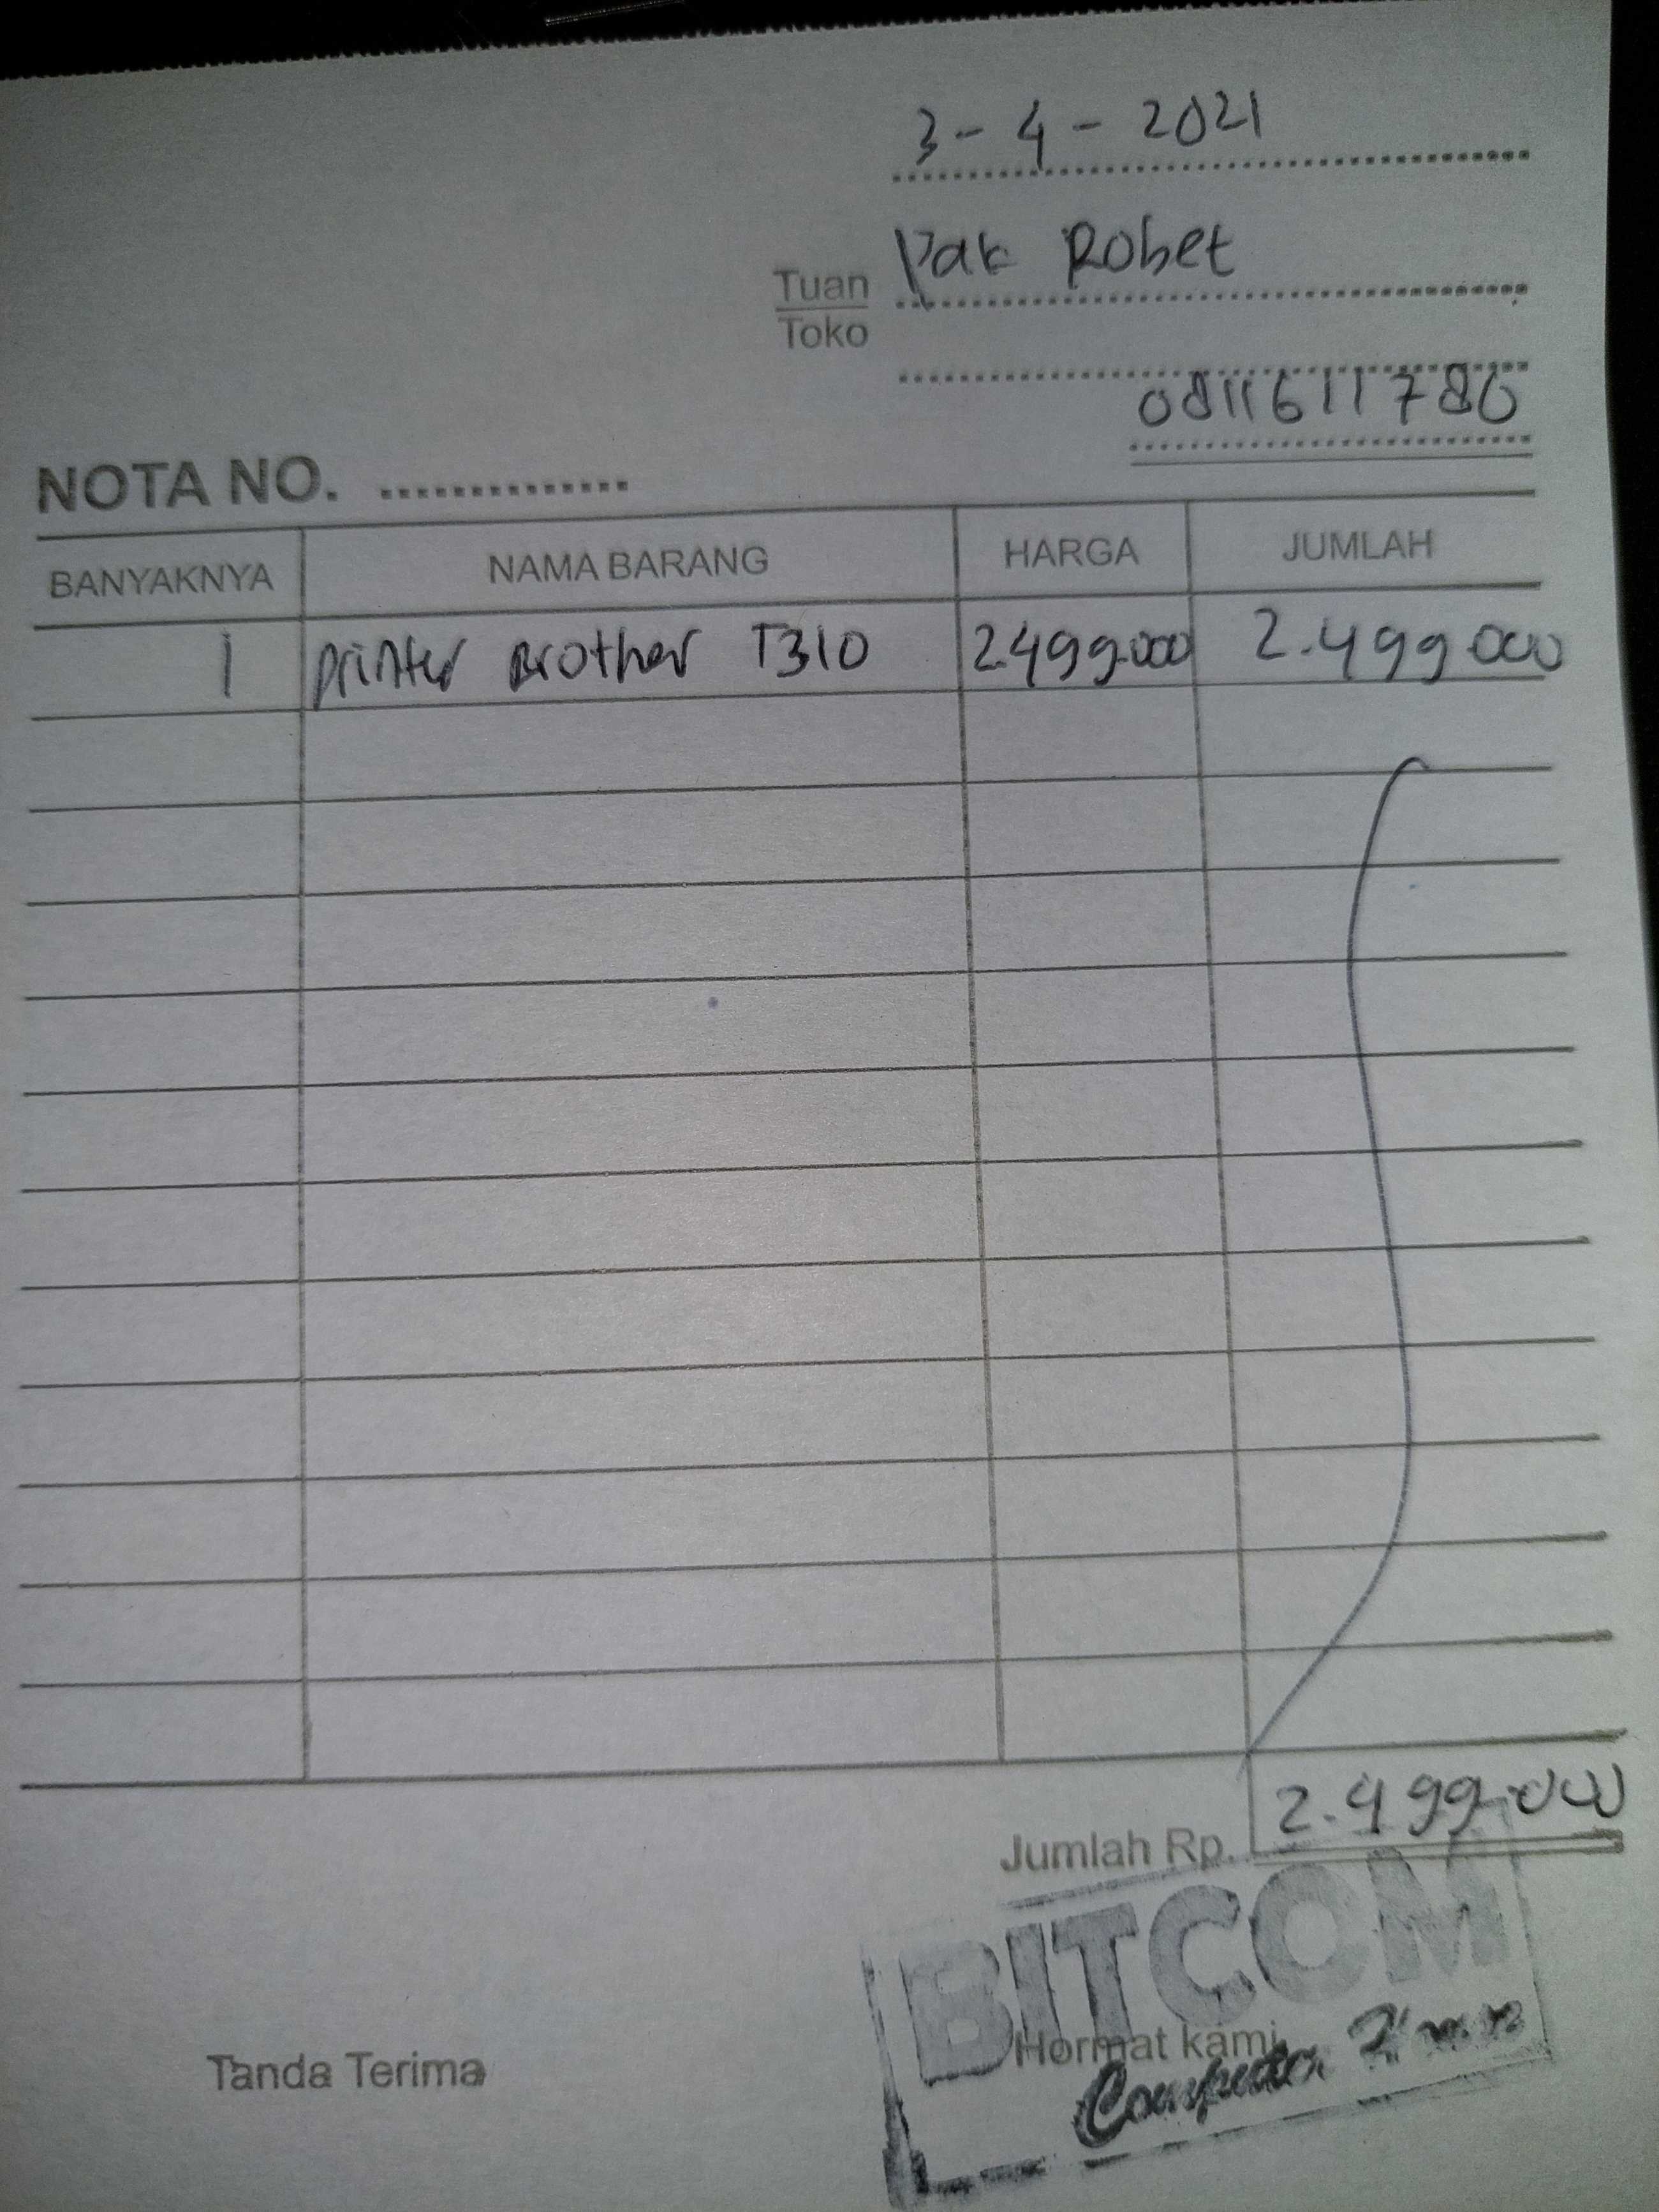 3-4-2021
Tuan Pak Robet
Toko
0811611786
NOTA NO. ..............
BANYAKNYA NAMA BARANG HARGA JUMLAH
1 printer Brother T310 2499.000 2.499.000
Jumlah Rp. 2.499.000
BITCOM
Tanda Terima Hormat kami,
Computer